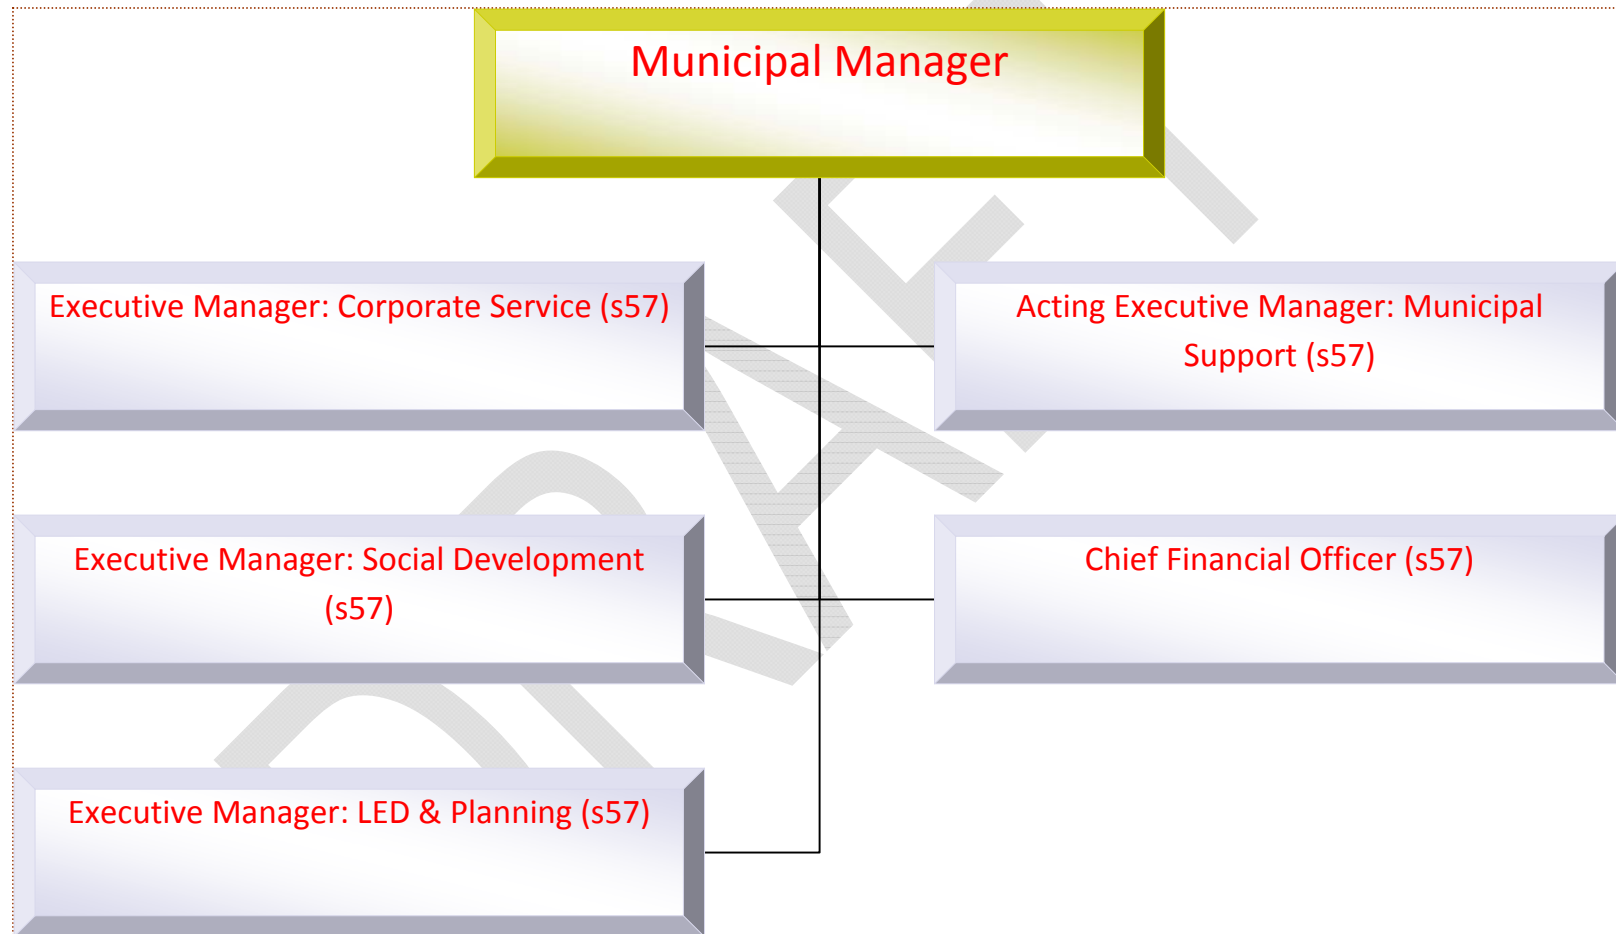 Municipal Manager
Executive Manager: Corporate Service (s57)
Acting Executive Manager: Municipal
Support (s57)
Executive Manager: Social Development
(s57)
Chief Financial Officer (s57)
Executive Manager: LED & Planning (s57)
DRAFT